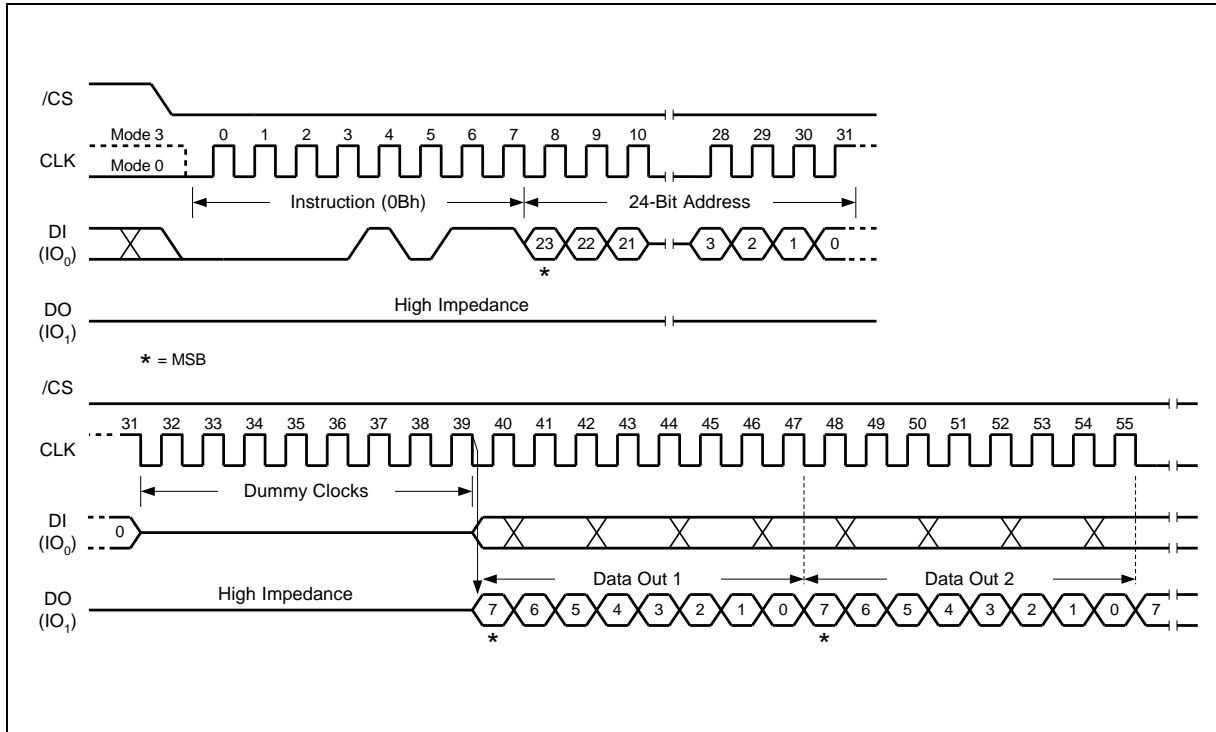 /CS
Mode 3 0 1 2 3 4 5 6 7 8 9 10 28 29 30 31
CLK Mode 0
Instruction (0Bh) 24-Bit Address
DI
(IO0) 23 22 21 3 2 1 0
*
High Impedance
DO
(IO1)
* = MSB
/CS
31 32 33 34 35 36 37 38 39 40 41 42 43 44 45 46 47 48 49 50 51 52 53 54 55
CLK
Dummy Clocks
DI
(IO0) 0
High Impedance Data Out 1 Data Out 2
DO
(IO1) 7 6 5 4 3 2 1 0 7 6 5 4 3 2 1 0 7
* *